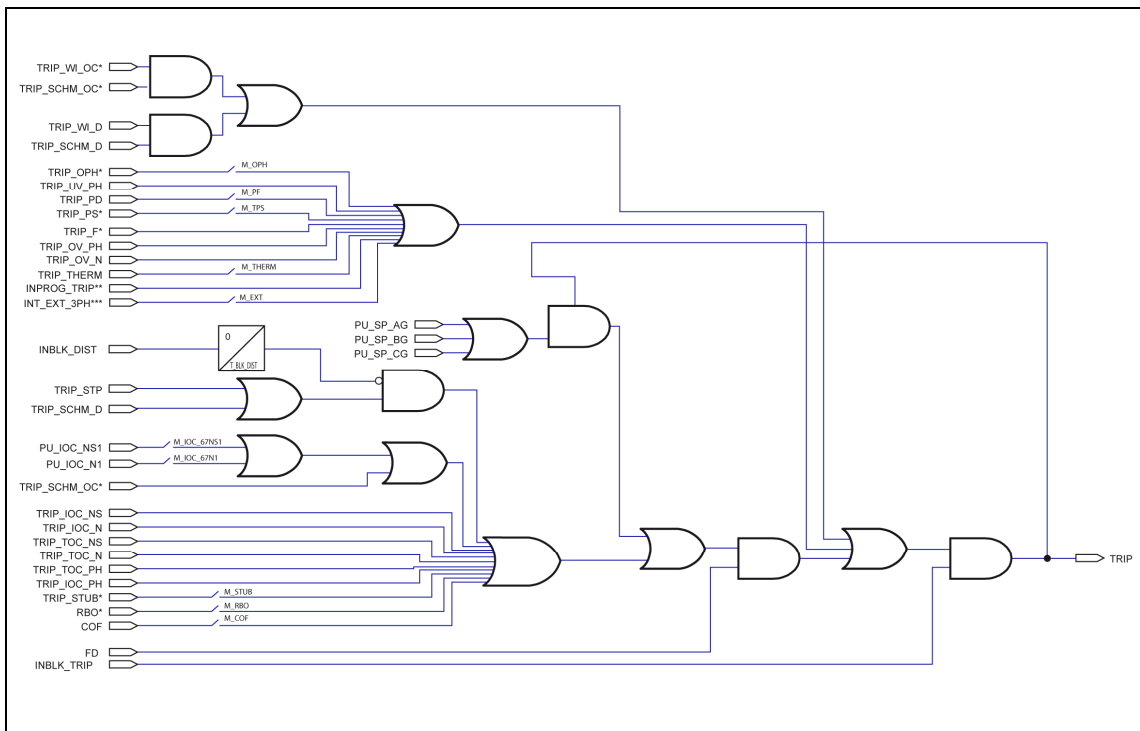 TRIP_WI_OC*
TRIP_SCHM_OC*
TRIP_WI_D
TRIP_SCHM_D
TRIP_OPH*
M_OPH
TRIP_UV_PH
TRIP_PD
M_PF
TRIP_PS*
M_TPS
TRIP_F*
TRIP_OV_PH
TRIP_OV_N
TRIP_THERM
M_THERM
INPROG_TRIP**
INT_EXT_3PH***
M_EXT
PU_SP_AG
PU_SP_BG
PU_SP_CG
INBLK_DIST
0
T_BLK_DIST
TRIP_STP
TRIP_SCHM_D
PU_IOC_NS1
M_IOC_67NS1
PU_IOC_N1
M_IOC_67N1
TRIP_SCHM_OC*
TRIP_IOC_NS
TRIP_IOC_N
TRIP_TOC_NS
TRIP_TOC_N
TRIP_TOC_PH
TRIP_IOC_PH
TRIP_STUB*
M_STUB
RBO*
M_RBO
COF
M_COF
FD
INBLK_TRIP
TRIP